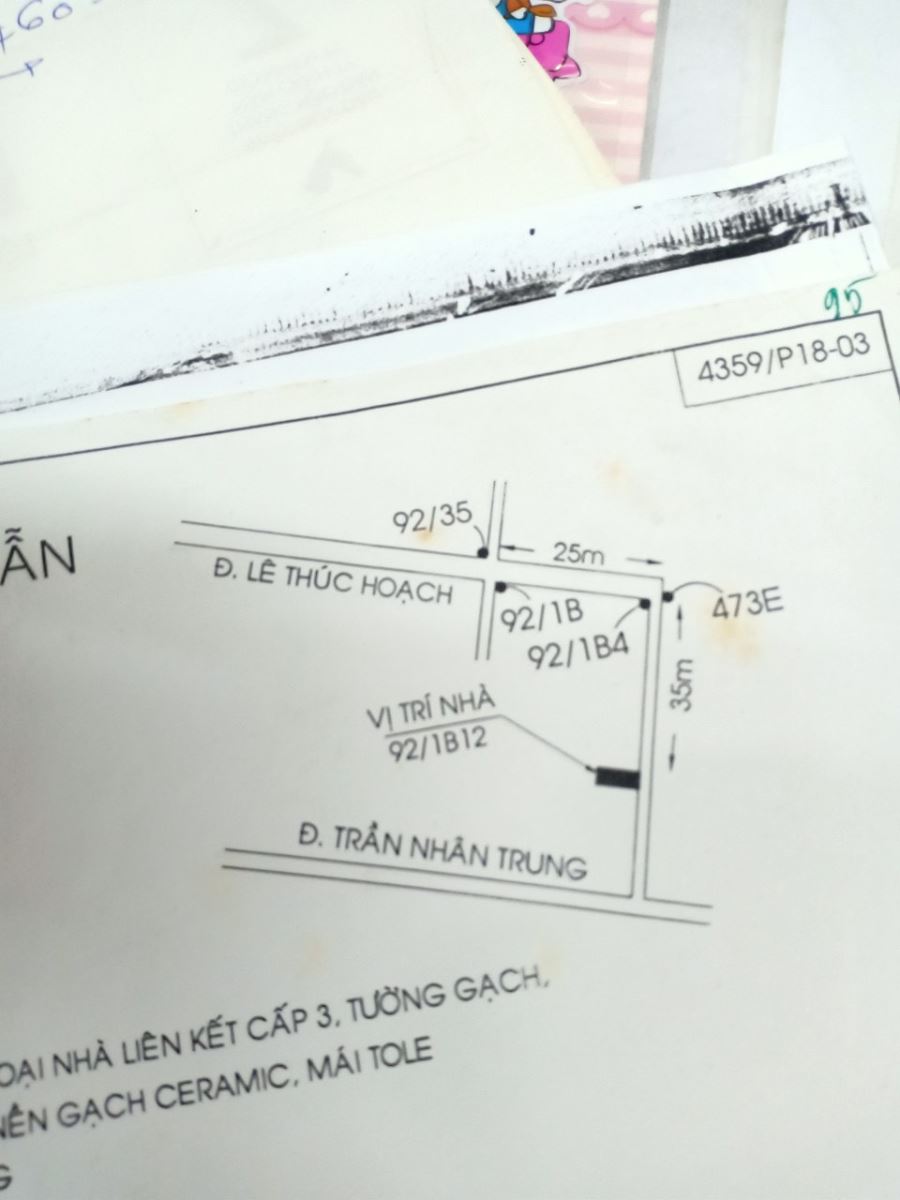 460
95
4359/P18-03
ẪN
92/35
25m
Đ. LÊ THÚC HOẠCH
92/1B
473E
92/1B4
35m
VỊ TRÍ NHÀ
92/1B12
Đ. TRẦN NHÂN TRUNG
OẠI NHÀ LIÊN KẾT CẤP 3, TƯỜNG GẠCH,
NỀN GẠCH CERAMIC, MÁI TOLE
G